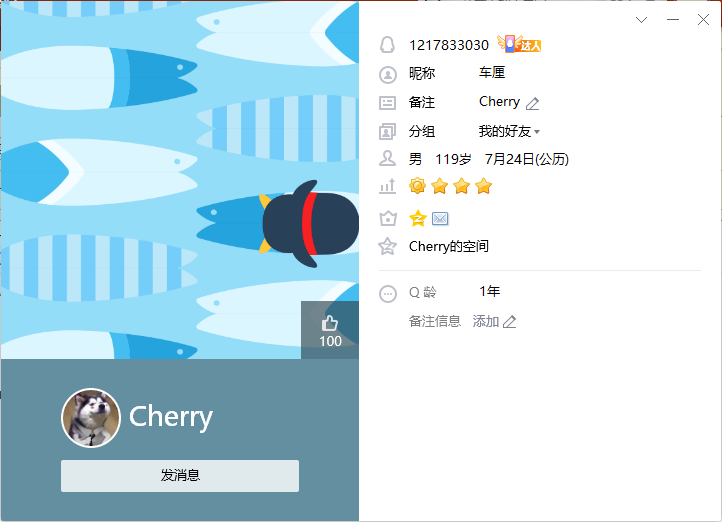 1217833030 达人
昵称 车厘
备注 Cherry
分组 我的好友
男 119岁 7月24日(公历)
Cherry的空间
Q 龄 1年
备注信息 添加
100
Cherry
发消息